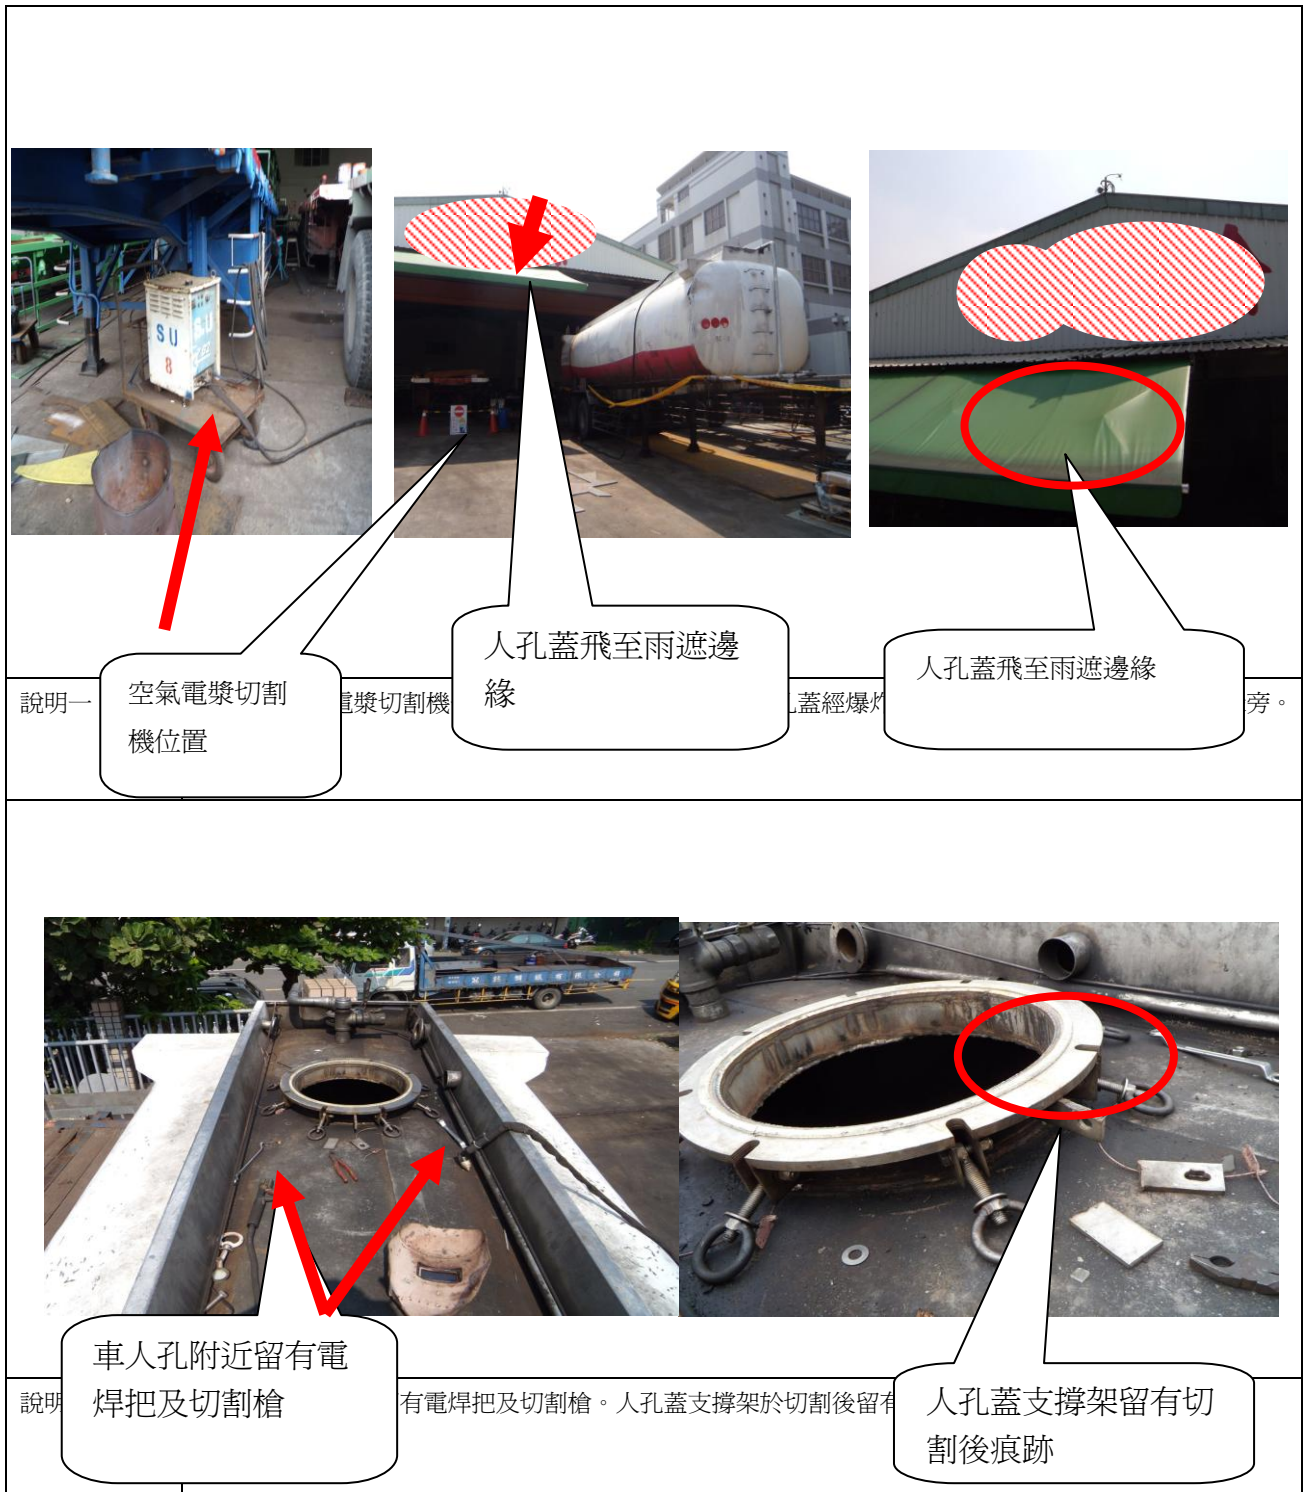 SU
8
空氣電漿切割
機位置
人孔蓋飛至雨遮邊
緣
人孔蓋飛至雨遮邊緣
說明一
電漿切割機
孔蓋經爆炸
旁。
車人孔附近留有電
焊把及切割槍
人孔蓋支撐架留有切
割後痕跡
說明
有電焊把及切割槍。人孔蓋支撐架於切割後留有